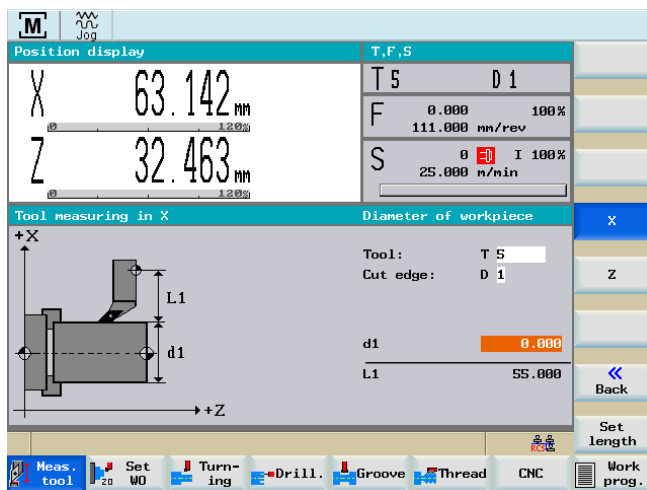 M
Jog
Position display
T,F,S
X 63.142 mm
0 120%
Z 32.463 mm
0 120%
T 5 D 1
F 0.000 100%
111.000 mm/rev
S 0 I 100%
25.000 m/min
Tool measuring in X
Diameter of workpiece
+X
L1
d1
+Z
Tool: T 5
Cut edge: D 1
d1 0.000
L1 55.000
X
Z
Back
Set
length
Meas.
tool
Set
WO
Turn-
ing
Drill.
Groove
Thread
CNC
Work
prog.